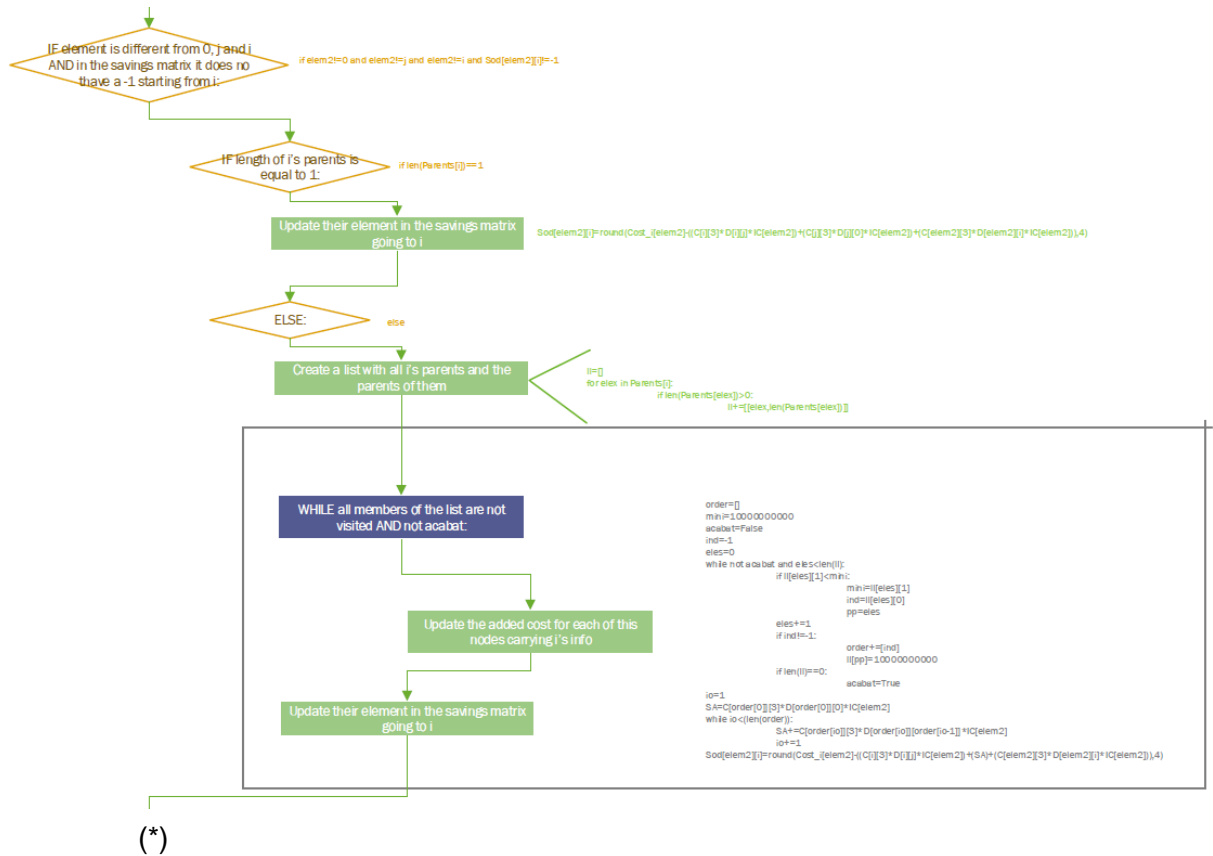 IF element is different from 0, j and i
AND in the savings matrix it does no
thave a -1 starting from i:
if elem2!=0 and elem2!=j and elem2!=i and Sod[elem2][i]!=-1
IF length of i's parents is
equal to 1:
if len(Parents[i])==1
Update their element in the savings matrix
going to i
Sod[elem2][i]=round(Cost_i[elem2]-((C[i][3]*D[i][j]*IC[elem2])+(C[j][3]*D[j][0]*IC[elem2])+(C[elem2][3]*D[elem2][i]*IC[elem2])),4)
ELSE:
else
Create a list with all i's parents and the
parents of them
ll=[]
for elex in Parents[i]:
if len(Parents[elex])>0:
ll+=[[elex,len(Parents[elex])]]
WHILE all members of the list are not
visited AND not acabat:
Update the added cost for each of this
nodes carrying i's info
Update their element in the savings matrix
going to i
order=[]
mini=10000000000
acabat=False
ind=-1
eles=0
while not acabat and eles<len(ll):
if ll[eles][1]<mini:
mini=ll[eles][1]
ind=ll[eles][0]
pp=eles
eles+=1
if ind!=-1:
order+=[ind]
ll[pp]=10000000000
if len(ll)==0:
acabat=True
io=1
SA=C[order[0]][3]*D[order[0]][0]*IC[elem2]
while io<(len(order)):
SA+=C[order[io]][3]*D[order[io]][order[io-1]]*IC[elem2]
io+=1
Sod[elem2][i]=round(Cost_i[elem2]-((C[i][3]*D[i][j]*IC[elem2])+(SA)+(C[elem2][3]*D[elem2][i]*IC[elem2])),4)
(*)